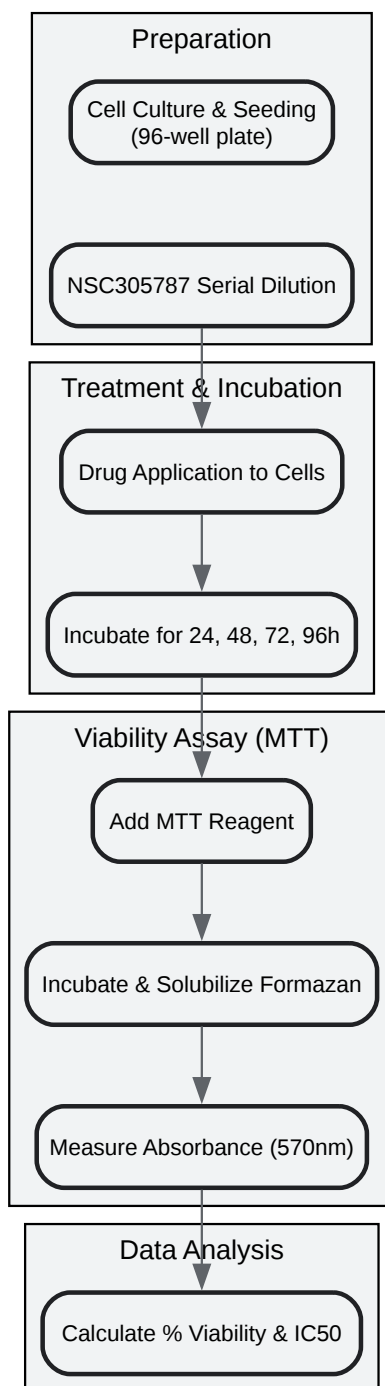 Preparation
Cell Culture & Seeding
(96-well plate)
NSC305787 Serial Dilution
Treatment & Incubation
Drug Application to Cells
Incubate for 24, 48, 72, 96h
Viability Assay (MTT)
Add MTT Reagent
Incubate & Solubilize Formazan
Measure Absorbance (570nm)
Data Analysis
Calculate % Viability & IC50